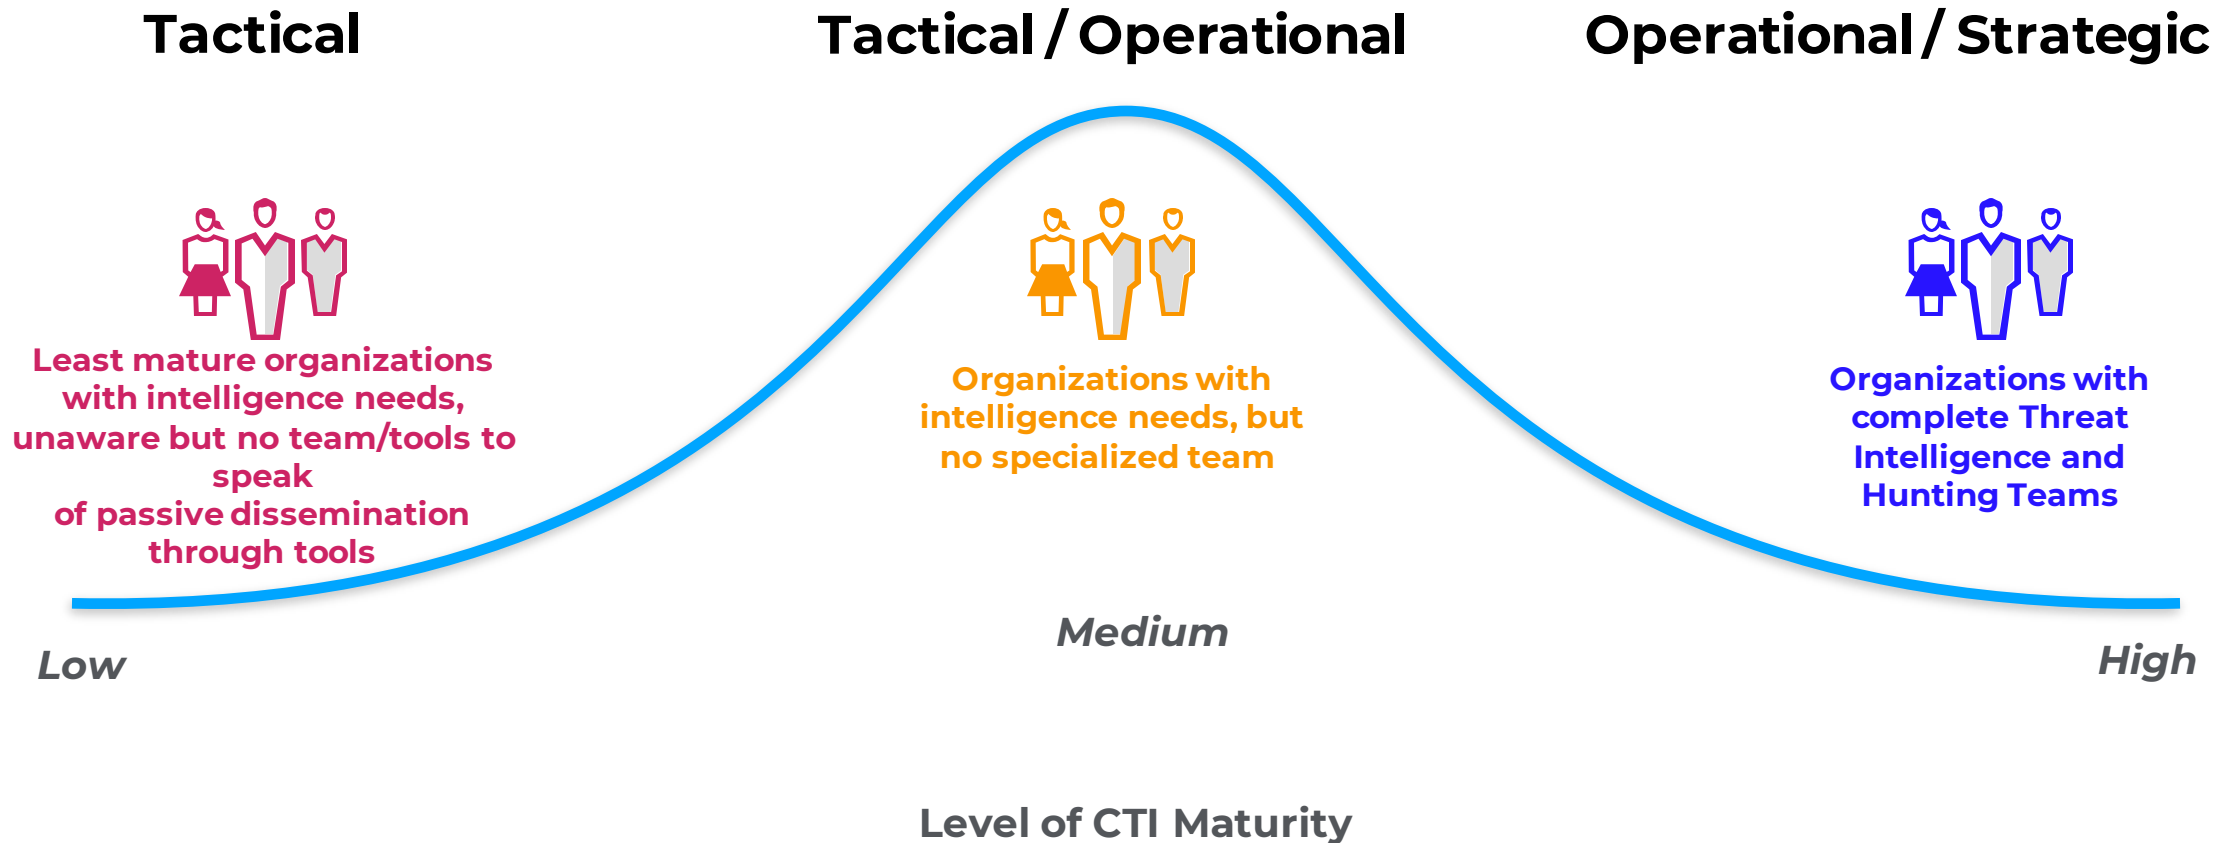 Tactical
Tactical / Operational
Operational / Strategic
Least mature organizations
with intelligence needs,
unaware but no team/tools to
speak
of passive dissemination
through tools
Organizations with
intelligence needs, but
no specialized team
Organizations with
complete Threat
Intelligence and
Hunting Teams
Low
Medium
High
Level of CTI Maturity